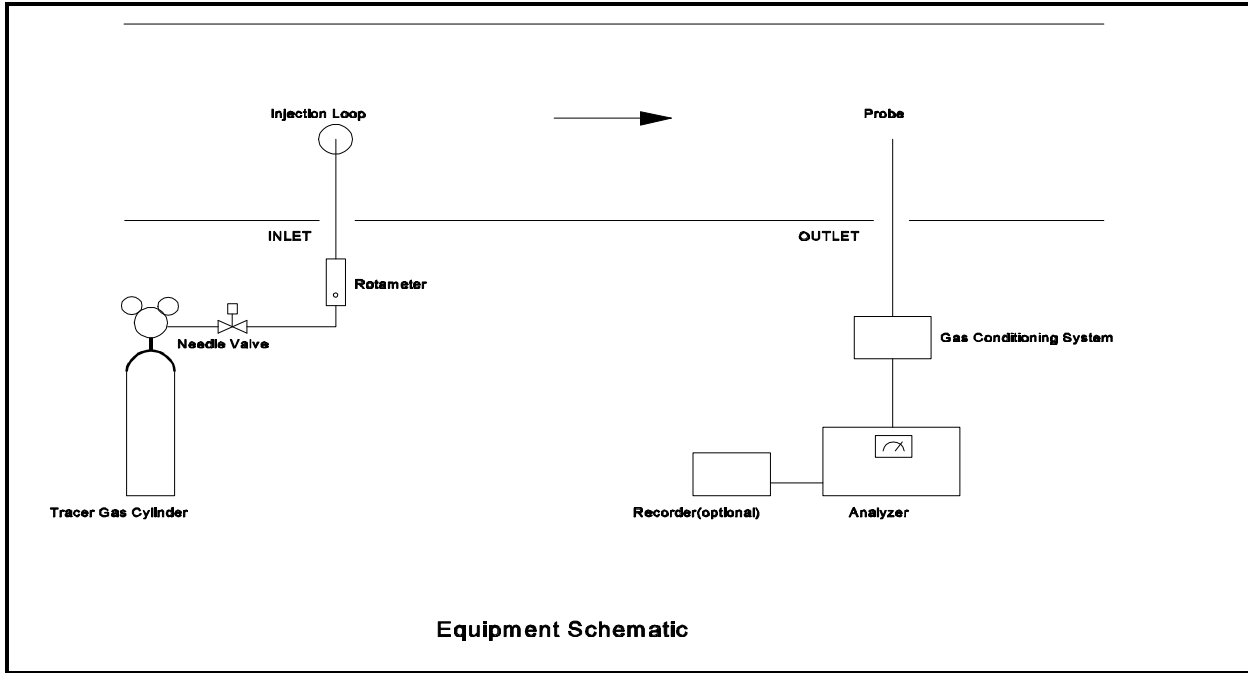 Injection Loop
Probe
INLET
OUTLET
Rotameter
Needle Valve
Gas Conditioning System
Tracer Gas Cylinder
Recorder(optional)
Analyzer
Equipment Schematic